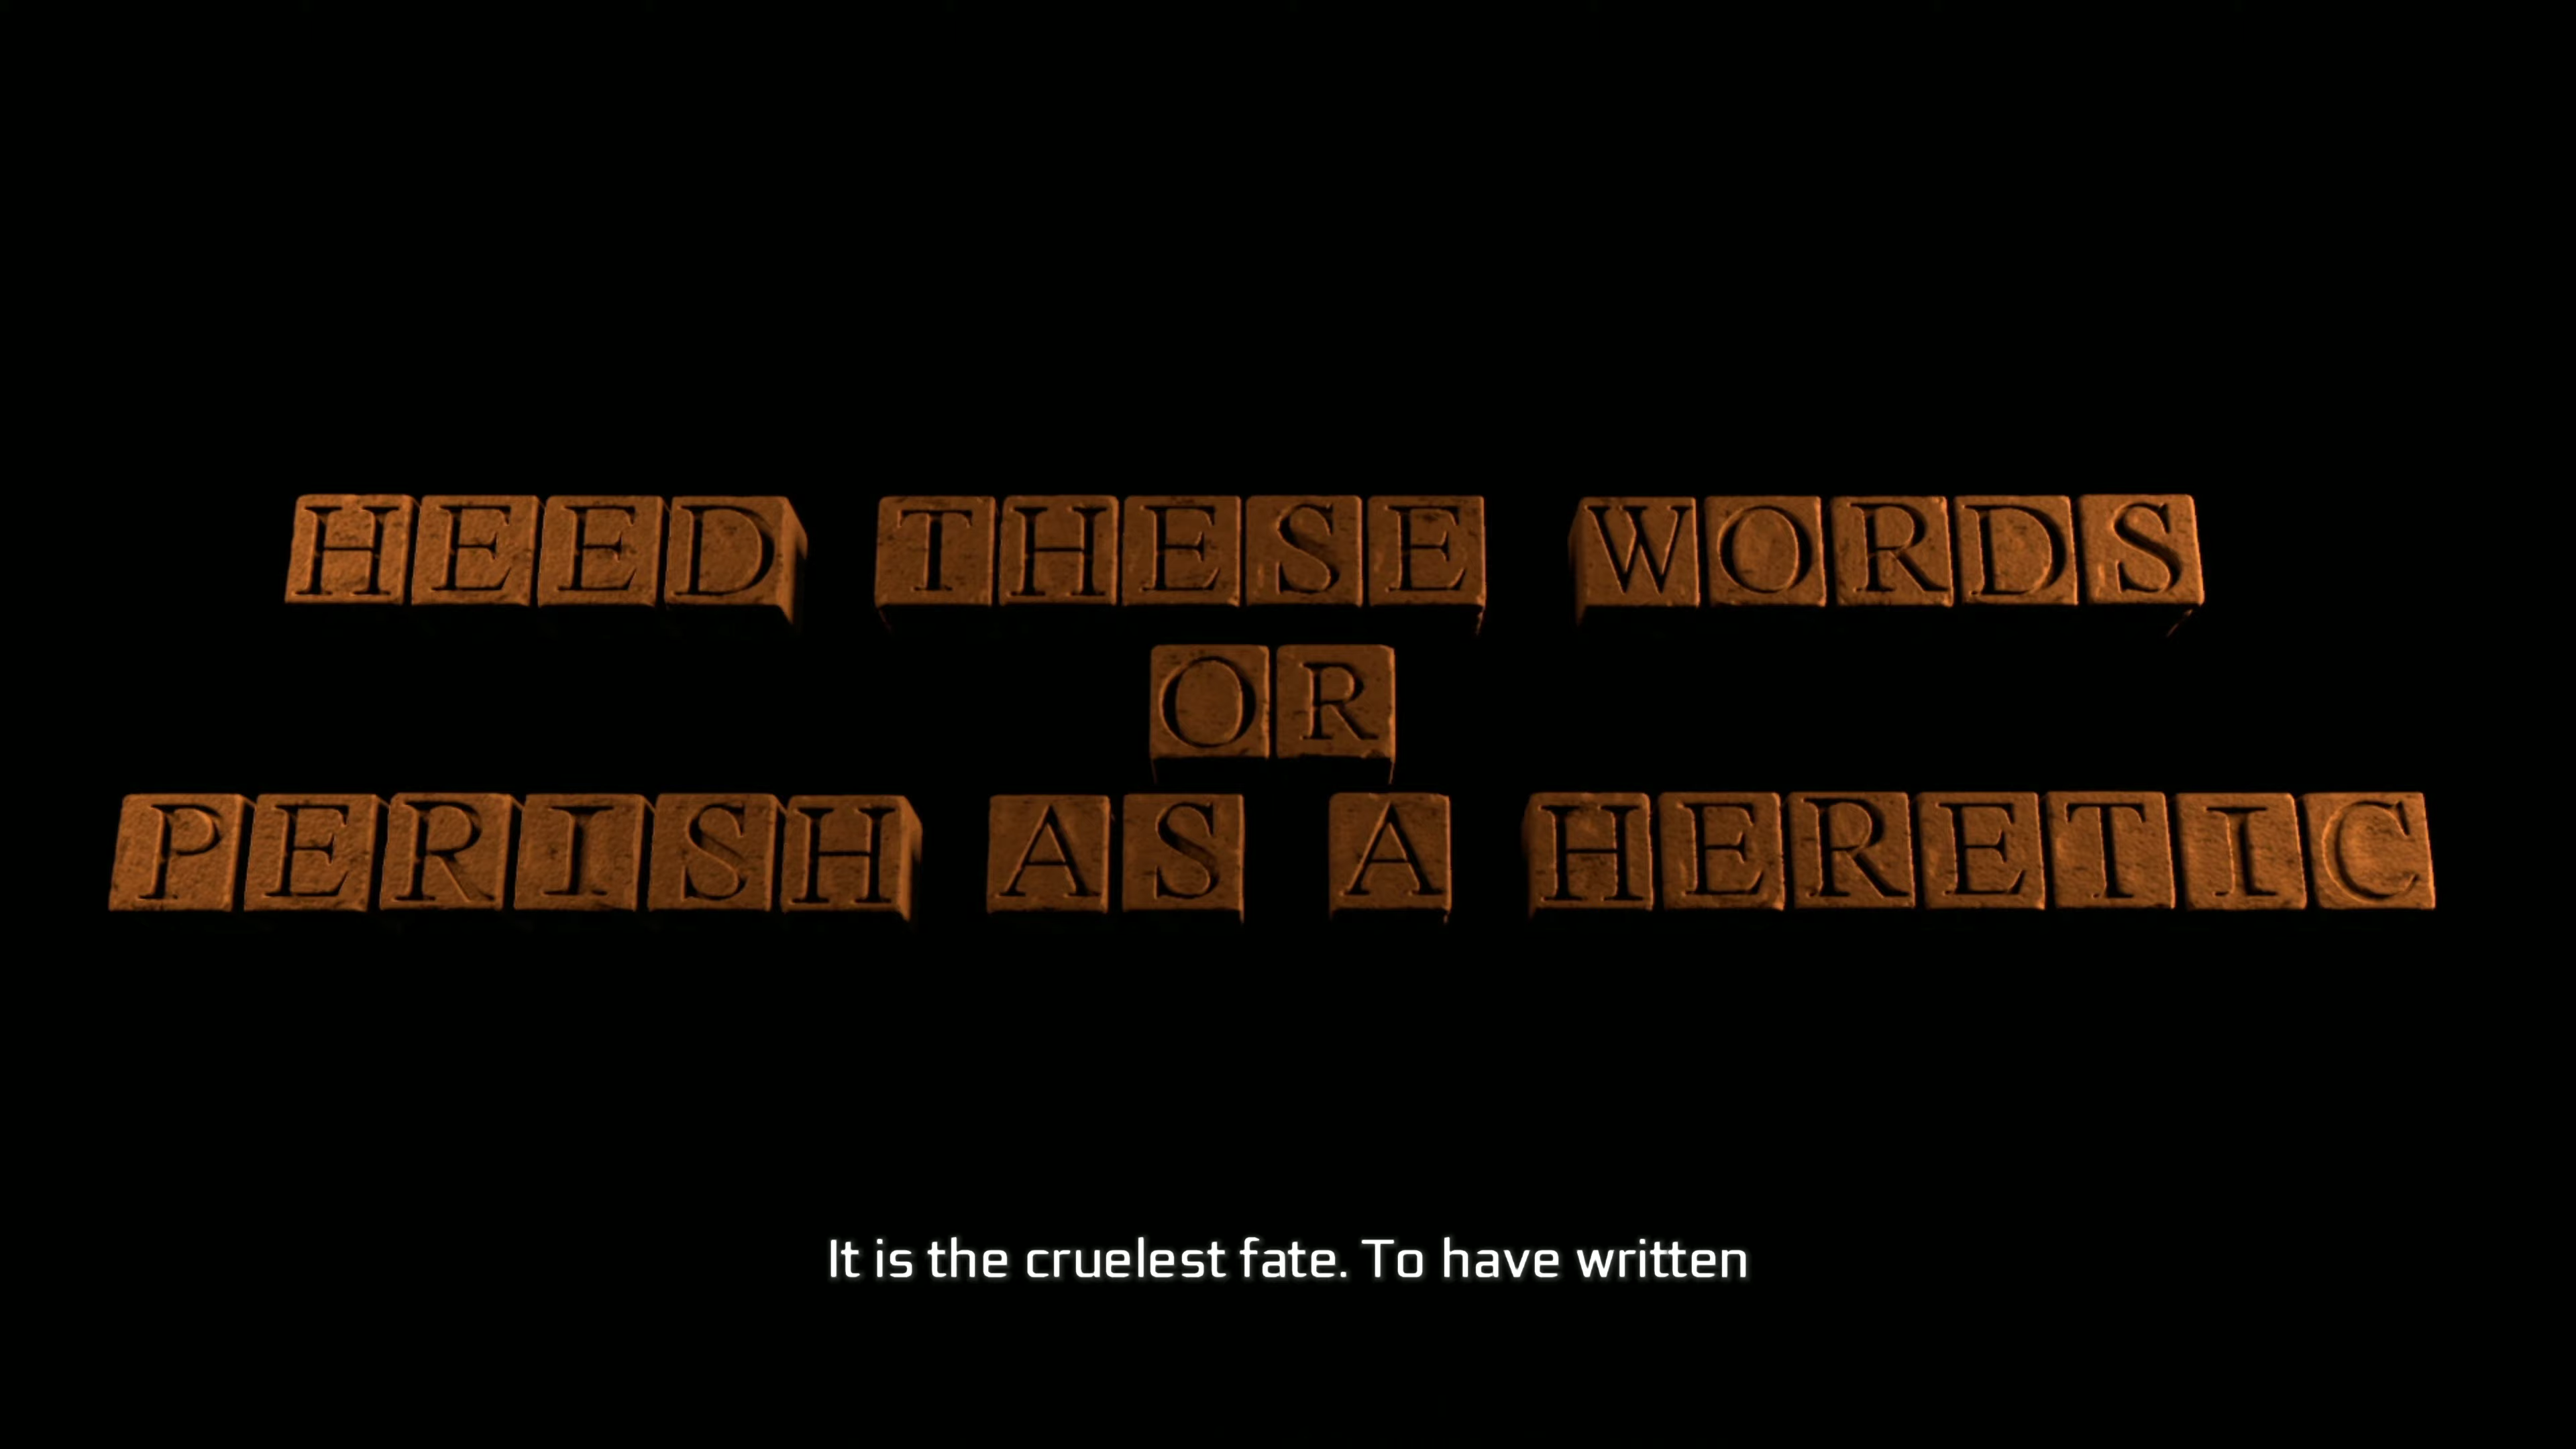 HEED THESE WORDS
OR
PERISH AS A HERETIC
It is the cruelest fate. To have written